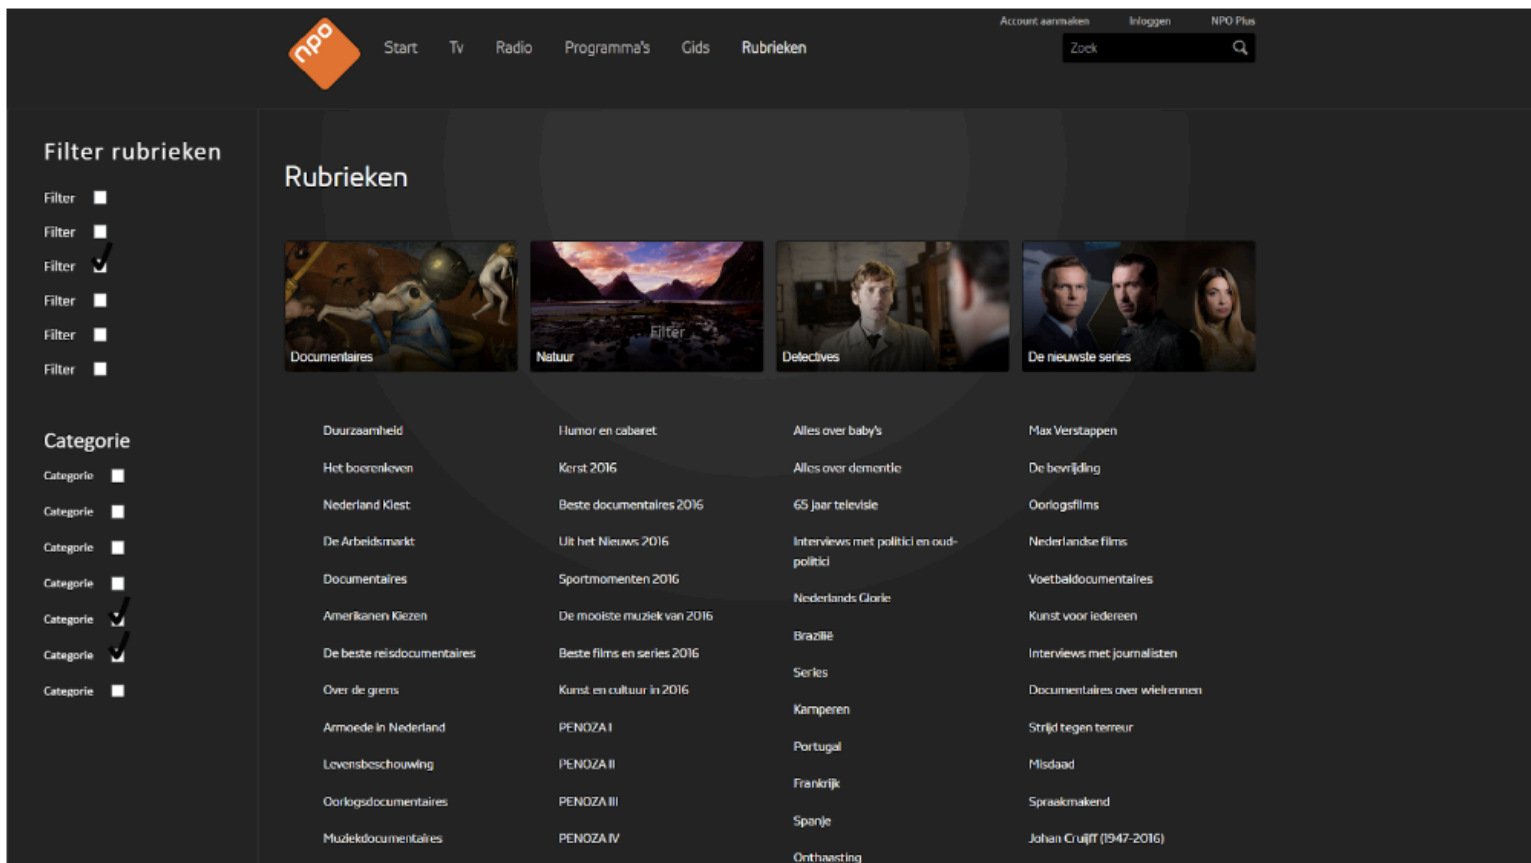 Account aanmaken Inloggen NPO Plus
npo
Start Tv Radio Programma's Gids Rubrieken
Zoek
Filter rubrieken
Filter
Filter
Filter
Filter
Filter
Filter
Categorie
Categorie
Categorie
Categorie
Categorie
Categorie
Categorie
Categorie
Rubrieken
Documentaires
Filter
Natuur
Detectives
De nieuwste series
Duurzaamheid
Het boerenleven
Nederland Kiest
De Arbeidsmarkt
Documentaires
Amerikanen Kiezen
De beste reisdocumentaires
Over de grens
Armoede in Nederland
Levensbeschouwing
Oorlogsdocumentaires
Muziekdocumentaires
Humor en cabaret
Kerst 2016
Beste documentaires 2016
Uit het Nieuws 2016
Sportmomenten 2016
De mooiste muziek van 2016
Beste films en series 2016
Kunst en cultuur in 2016
PENOZA I
PENOZA II
PENOZA III
PENOZA IV
Alles over baby's
Alles over dementie
65 jaar televisie
Interviews met politici en oud-
politici
Nederlands Glorie
Brazilië
Series
Kamperen
Portugal
Frankrijk
Spanje
Onthaasting
Max Verstappen
De bevrijding
Oorlogsfilms
Nederlandse films
Voetbaldocumentaires
Kunst voor iedereen
Interviews met journalisten
Documentaires over wielrennen
Strijd tegen terreur
Misdaad
Spraakmakend
Johan Cruijff (1947-2016)